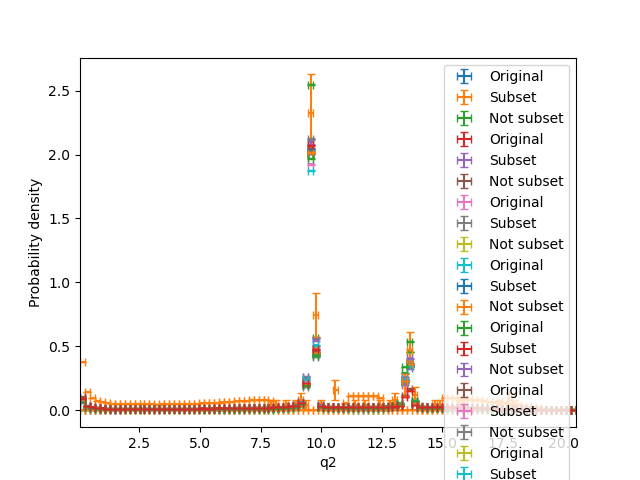 Probability density
2.5
2.0
1.5
1.0
0.5
0.0
2.5
5.0
7.5
10.0
12.5
15.0
17.5
20.0
q2
Original
Subset
Not subset
Original
Subset
Not subset
Original
Subset
Not subset
Original
Subset
Not subset
Original
Subset
Not subset
Original
Subset
Not subset
Original
Subset